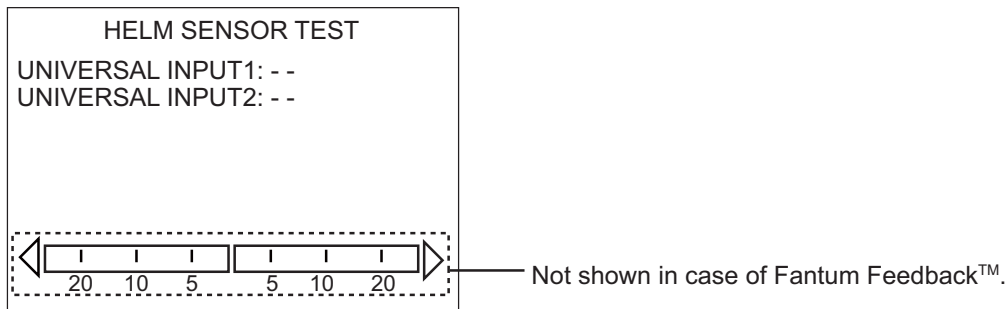 HELM SENSOR TEST
UNIVERSAL INPUT1: - -
UNIVERSAL INPUT2: - -
20 10 5 5 10 20
Not shown in case of Fantum Feedback™.